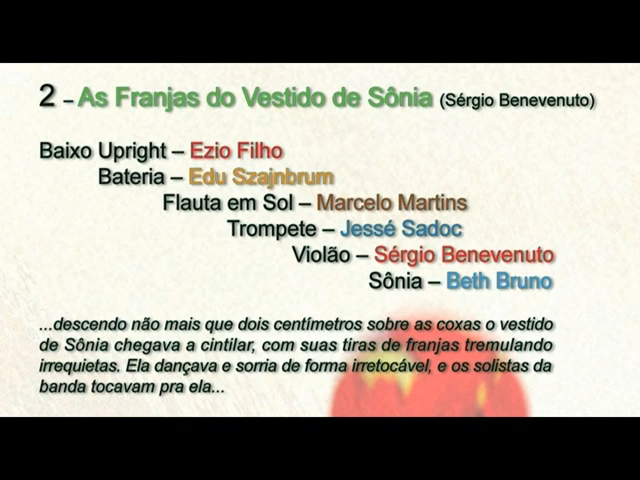 2 – As Franjas do Vestido de Sônia (Sérgio Benevenuto)
Baixo Upright – Ezio Filho
Bateria – Edu Szajnbrum
Flauta em Sol – Marcelo Martins
Trompete – Jessé Sadoc
Violão – Sérgio Benevenuto
Sônia – Beth Bruno
...descendo não mais que dois centímetros sobre as coxas o vestido
de Sônia chegava a cintilar, com suas tiras de franjas tremulando
irrequietas. Ela dançava e sorria de forma irretocável, e os solistas da
banda tocavam pra ela...